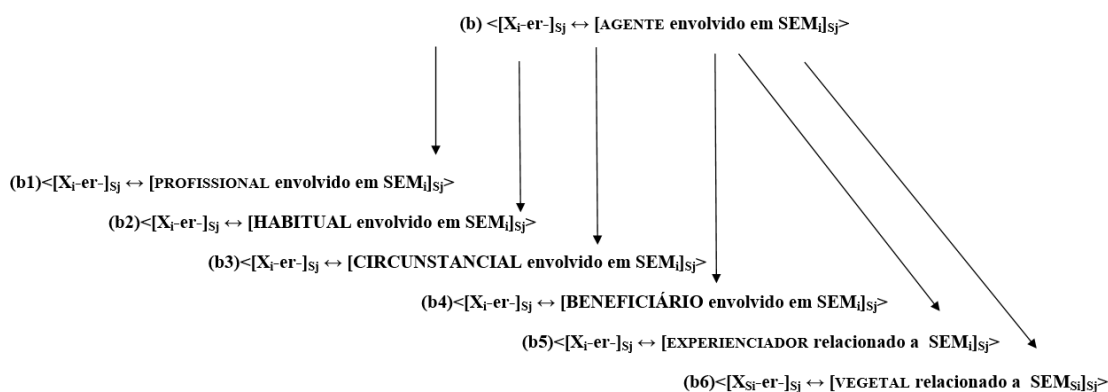 (b) <[Xi-er-]Sj ↔ [AGENTE envolvido em SEMi]Sj>
(b1)<[Xi-er-]Sj ↔ [PROFISSIONAL envolvido em SEMi]Sj>
(b2)<[Xi-er-]Sj ↔ [HABITUAL envolvido em SEMi]Sj>
(b3)<[Xi-er-]Sj ↔ [CIRCUNSTANCIAL envolvido em SEMi]Sj>
(b4)<[Xi-er-]Sj ↔ [BENEFICIÁRIO envolvido em SEMi]Sj>
(b5)<[Xi-er-]Sj ↔ [EXPERIENCIADOR relacionado a SEMi]Sj>
(b6)<[XSi-er-]Sj ↔ [VEGETAL relacionado a SEMSi]Sj>